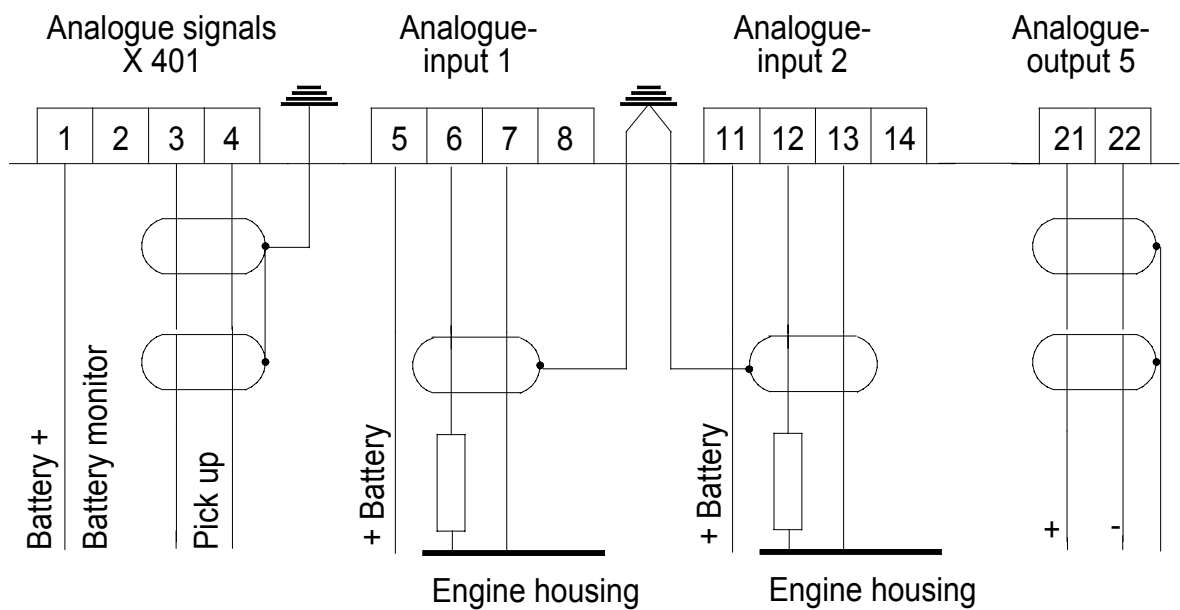 Analogue signals
X 401
Analogue-
input 1
Analogue-
input 2
Analogue-
output 5
1 2 3 4
5 6 7 8
11 12 13 14
21 22
Battery +
Battery monitor
Pick up
+ Battery
+ Battery
+ -
Engine housing
Engine housing